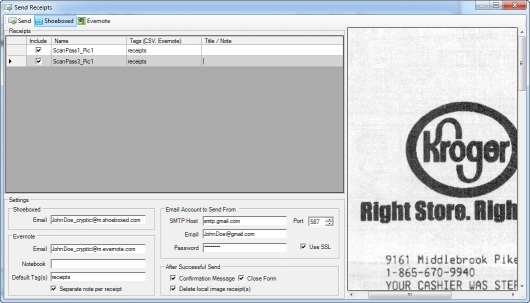 Send Receipts
Send Shoeboxed Evernote
Receipts
Include Name Tags (CSV, Evernote) Title / Note
ScanPass1_Pic1 receipts
ScanPass3_Pic1 receipts
Settings
Shoeboxed
Email JohnDoe_cryptic@m.shoeboxed.com
Evernote
Email JohnDoe_cryptic@m.evernote.com
Notebook
Default Tag(s) receipts
Separate note per receipt
Email Account to Send From
SMTP Host smtp.gmail.com Port 587
Email JohnDoe@gmail.com
Password ******** Use SSL
After Successful Send
Confirmation Message Close Form
Delete local image receipt(s)
Kroger
Right Store. Righ
9161 Middlebrook Pike
1-865-670-9940
YOUR CASHIER WAS STEF